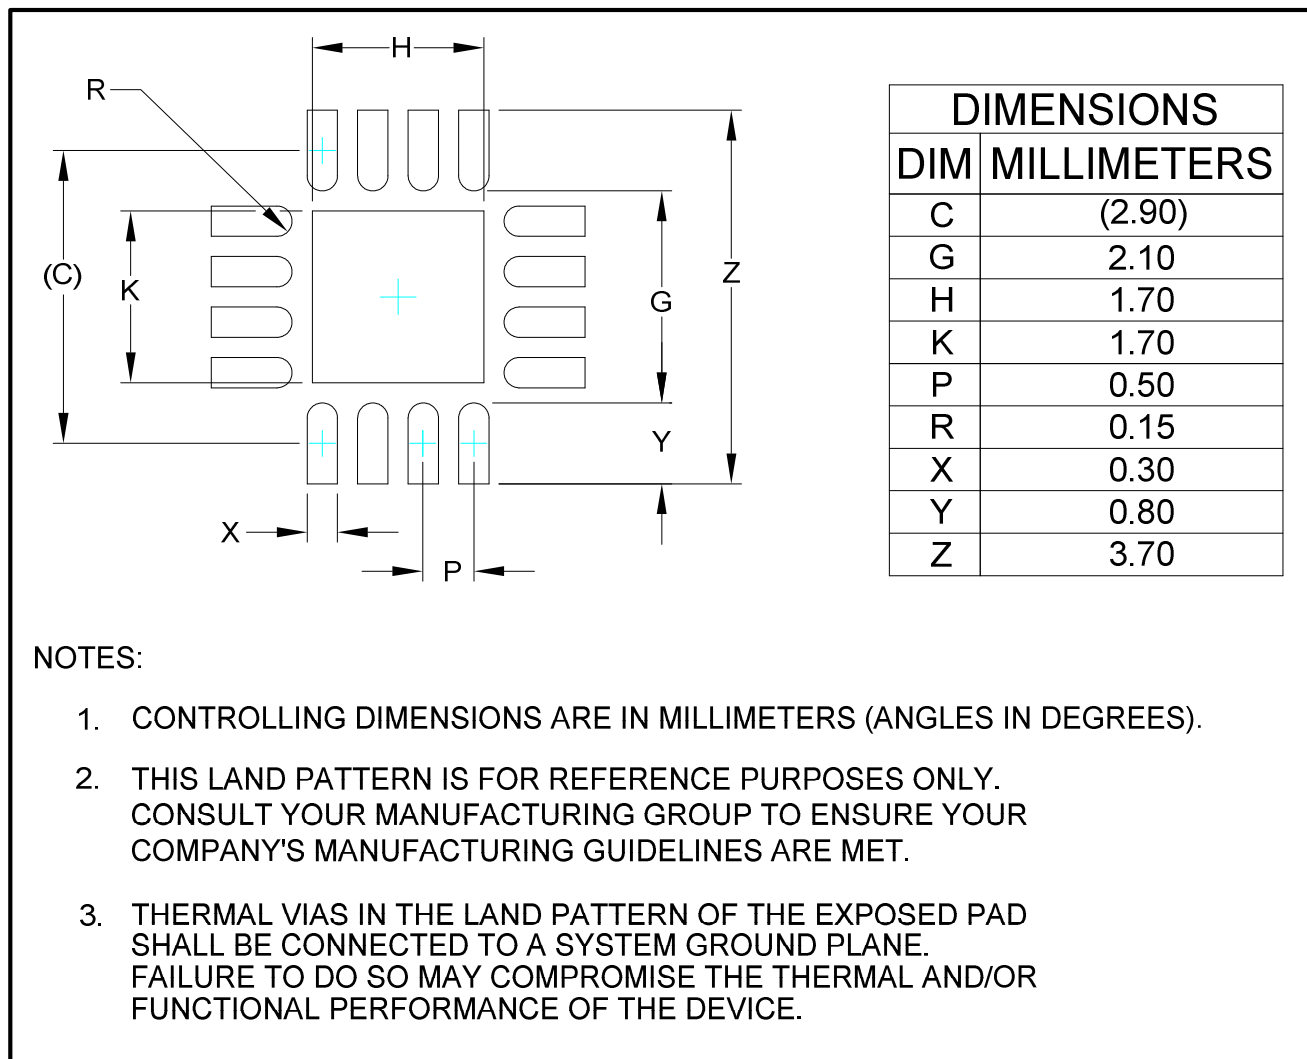 H
R
(C)
K
G
Z
Y
X
P
DIMENSIONS
DIM MILLIMETERS
C (2.90)
G 2.10
H 1.70
K 1.70
P 0.50
R 0.15
X 0.30
Y 0.80
Z 3.70
NOTES:
1. CONTROLLING DIMENSIONS ARE IN MILLIMETERS (ANGLES IN DEGREES).
2. THIS LAND PATTERN IS FOR REFERENCE PURPOSES ONLY.
CONSULT YOUR MANUFACTURING GROUP TO ENSURE YOUR
COMPANY'S MANUFACTURING GUIDELINES ARE MET.
3. THERMAL VIAS IN THE LAND PATTERN OF THE EXPOSED PAD
SHALL BE CONNECTED TO A SYSTEM GROUND PLANE.
FAILURE TO DO SO MAY COMPROMISE THE THERMAL AND/OR
FUNCTIONAL PERFORMANCE OF THE DEVICE.